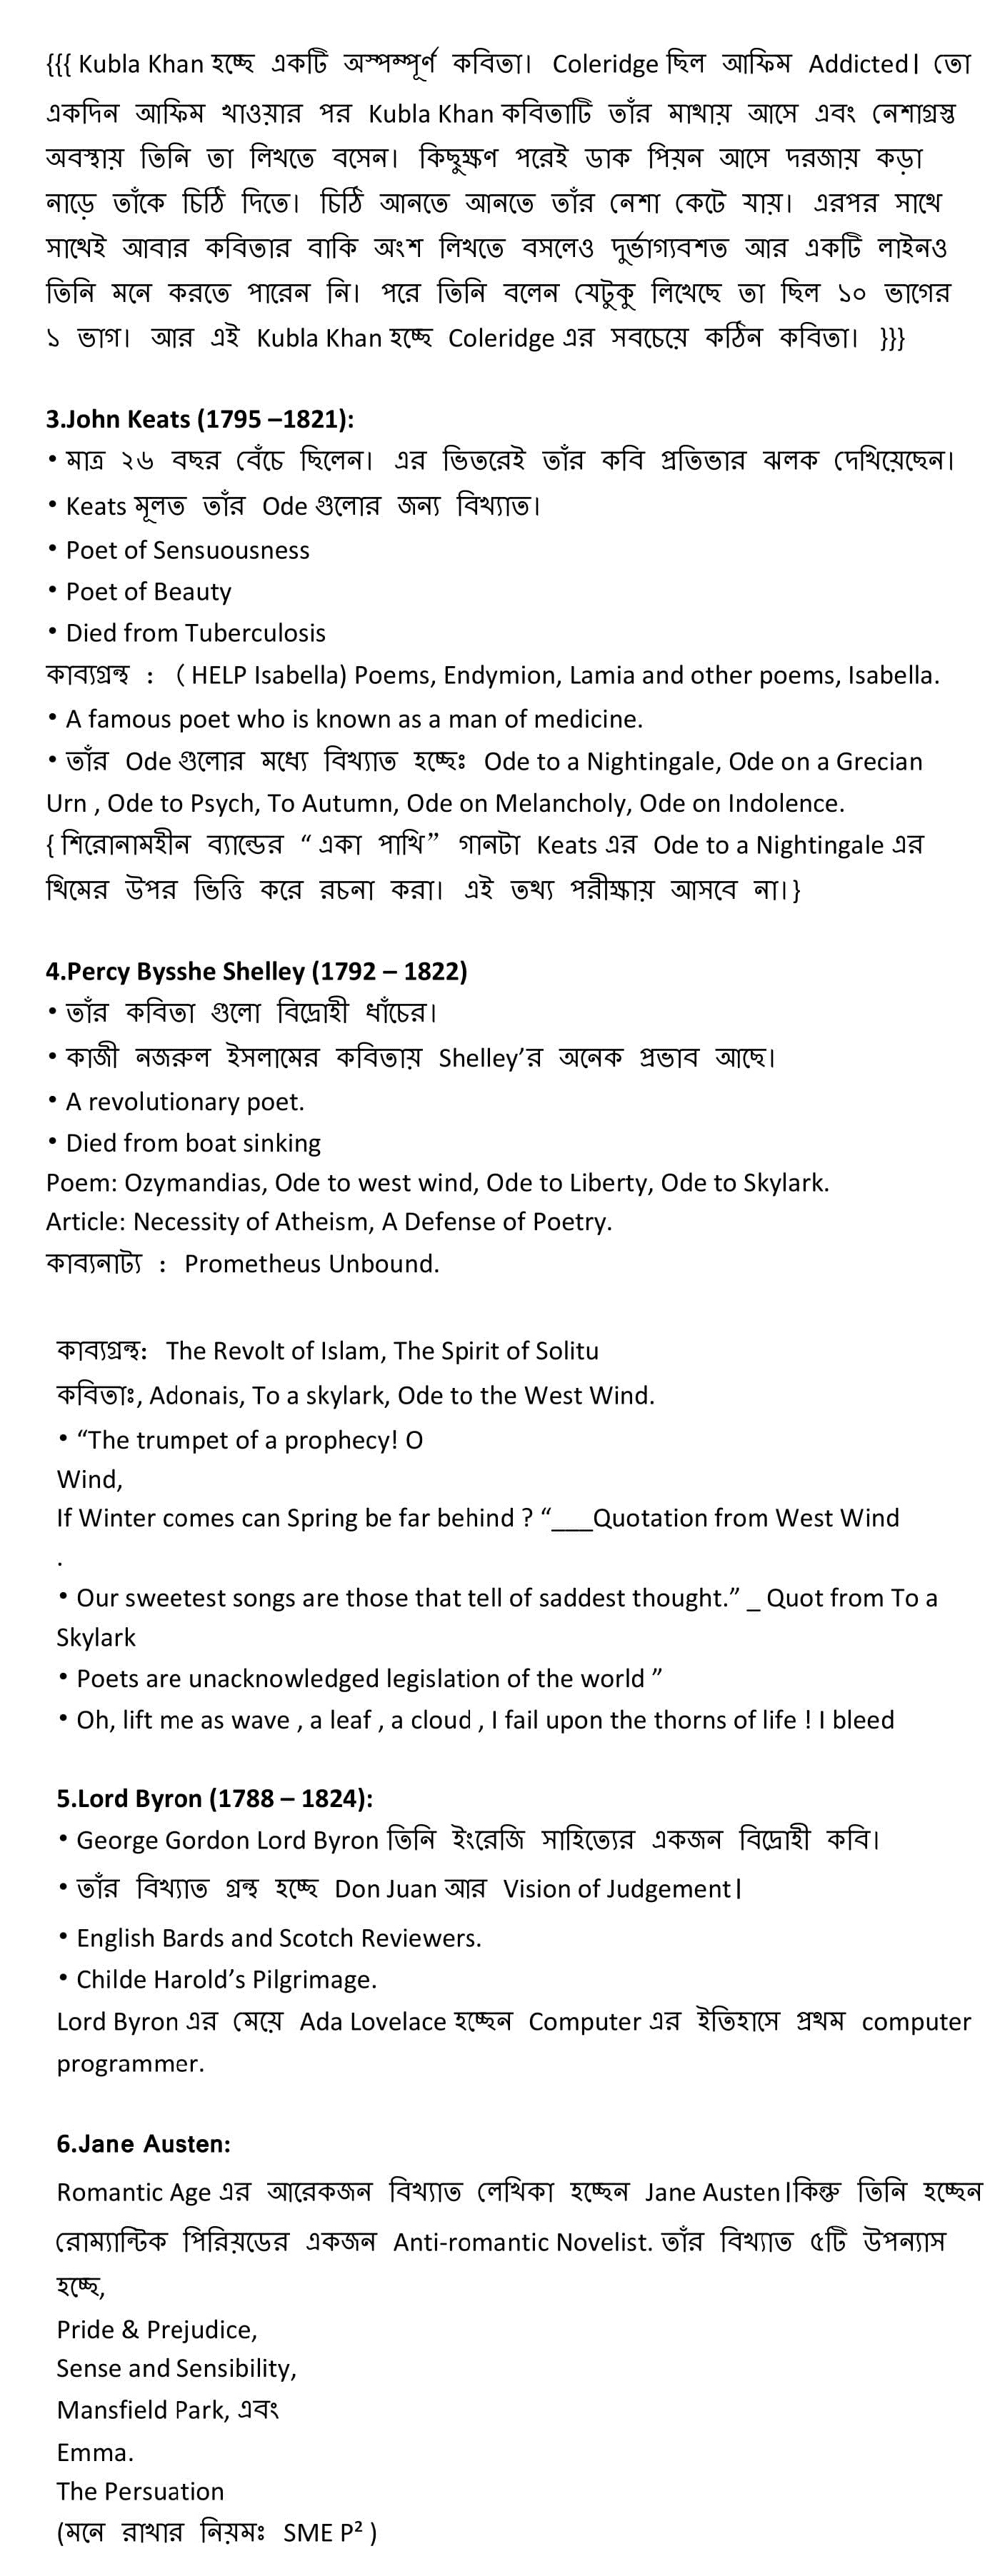 {{{ Kubla Khan হচ্ছে একটি অস্পম্পূর্ণ কবিতা। Coleridge ছিল আফিম Addicted| তো
একদিন আফিম খাওয়ার পর Kubla Khan কবিতাটি তাঁর মাথায় আসে এবং নেশাগ্রস্ত
অবস্থায় তিনি তা লিখতে বসেন। কিছুক্ষণ পরেই ডাক পিয়ন আসে দরজায় কড়া
নাড়ে তাঁকে চিঠি দিতে। চিঠি আনতে আনতে তাঁর নেশা কেটে যায়। এরপর সাথে
সাথেই আবার কবিতার বাকি অংশ লিখতে বসলেও দুর্ভাগ্যবশত আর একটি লাইনও
তিনি মনে করতে পারেন নি। পরে তিনি বলেন যেটুকু লিখেছে তা ছিল ১০ ভাগের
১ ভাগ। আর এই Kubla Khan হচ্ছে Coleridge এর সবচেয়ে কঠিন কবিতা। }}}
3.John Keats (1795 –1821):
• মাত্র ২৬ বছর বেঁচে ছিলেন। এর ভিতরেই তাঁর কবি প্রতিভার ঝলক দেখিয়েছেন।
• Keats মূলত তাঁর Ode গুলোর জন্য বিখ্যাত।
• Poet of Sensuousness
• Poet of Beauty
• Died from Tuberculosis
কাব্যগ্রন্থ : ( HELP Isabella) Poems, Endymion, Lamia and other poems, Isabella.
• A famous poet who is known as a man of medicine.
• তাঁর Ode গুলোর মধ্যে বিখ্যাত হচ্ছেঃ Ode to a Nightingale, Ode on a Grecian
Urn , Ode to Psych, To Autumn, Ode on Melancholy, Ode on Indolence.
{ শিরোনামহীন ব্যান্ডের “ একা পাখি” গানটা Keats এর Ode to a Nightingale এর
থিমের উপর ভিত্তি করে রচনা করা। এই তথ্য পরীক্ষায় আসবে না।}
4.Percy Bysshe Shelley (1792 – 1822)
• তাঁর কবিতা গুলো বিদ্রোহী ধাঁচের।
• কাজী নজরুল ইসলামের কবিতায় Shelley’র অনেক প্রভাব আছে।
• A revolutionary poet.
• Died from boat sinking
Poem: Ozymandias, Ode to west wind, Ode to Liberty, Ode to Skylark.
Article: Necessity of Atheism, A Defense of Poetry.
কাব্যনাট্য : Prometheus Unbound.
কাব্যগ্রন্থ: The Revolt of Islam, The Spirit of Solitu
কবিতাঃ, Adonais, To a skylark, Ode to the West Wind.
• “The trumpet of a prophecy! O
Wind,
If Winter comes can Spring be far behind ? “___Quotation from West Wind
.
• Our sweetest songs are those that tell of saddest thought.” _ Quot from To a
Skylark
• Poets are unacknowledged legislation of the world ”
• Oh, lift me as wave , a leaf , a cloud , I fail upon the thorns of life ! I bleed
5.Lord Byron (1788 – 1824):
• George Gordon Lord Byron তিনি ইংরেজি সাহিত্যের একজন বিদ্রোহী কবি।
• তাঁর বিখ্যাত গ্রন্থ হচ্ছে Don Juan আর Vision of Judgement|
• English Bards and Scotch Reviewers.
• Childe Harold’s Pilgrimage.
Lord Byron এর মেয়ে Ada Lovelace হচ্ছেন Computer এর ইতিহাসে প্রথম computer
programmer.
6.Jane Austen:
Romantic Age এর আরেকজন বিখ্যাত লেখিকা হচ্ছেন Jane Austen|কিন্তু তিনি হচ্ছেন
রোম্যান্টিক পিরিয়ডের একজন Anti-romantic Novelist. তাঁর বিখ্যাত ৫টি উপন্যাস
হচ্ছে,
Pride & Prejudice,
Sense and Sensibility,
Mansfield Park, এবং
Emma.
The Persuation
(মনে রাখার নিয়মঃ SME P² )